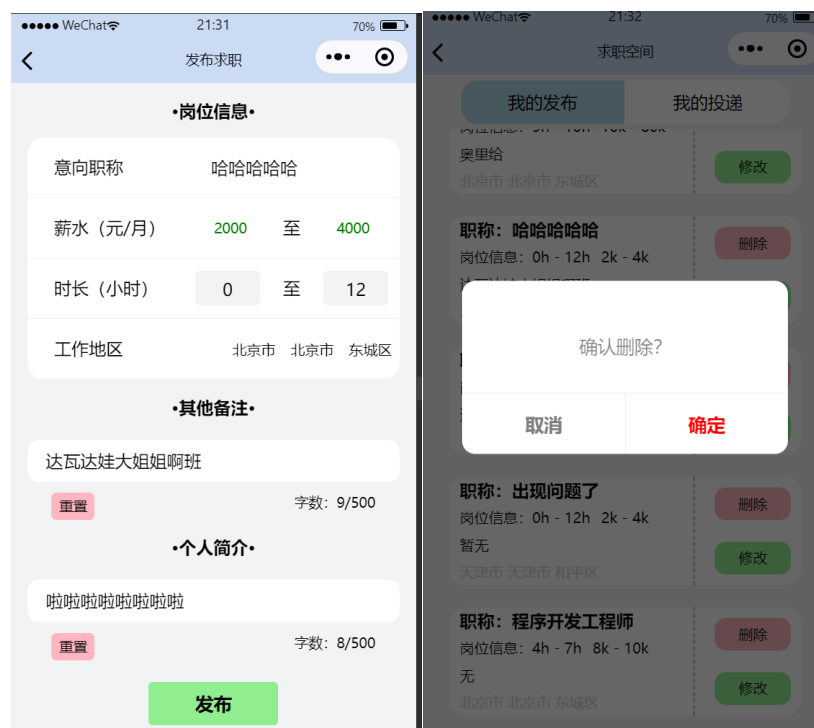 WeChat 21:31 70%
发布求职
·岗位信息·
意向职称 哈哈哈哈哈
薪水（元/月） 2000 至 4000
时长（小时） 0 至 12
工作地区 北京市 北京市 东城区
·其他备注·
达瓦达娃大姐姐啊班
重置 字数：9/500
·个人简介·
啦啦啦啦啦啦啦啦
重置 字数：8/500
发布
WeChat 21:32 70%
求职空间
我的发布 我的投递
奥里给
修改
北京市 北京市 东城区
职称：哈哈哈哈哈
删除
岗位信息：0h - 12h 2k - 4k
确认删除？
取消 确定
职称：出现问题了
删除
岗位信息：0h - 12h 2k - 4k
暂无
修改
天津市 天津市 和平区
职称：程序开发工程师
删除
岗位信息：4h - 7h 8k - 10k
无
修改
北京市 北京市 东城区